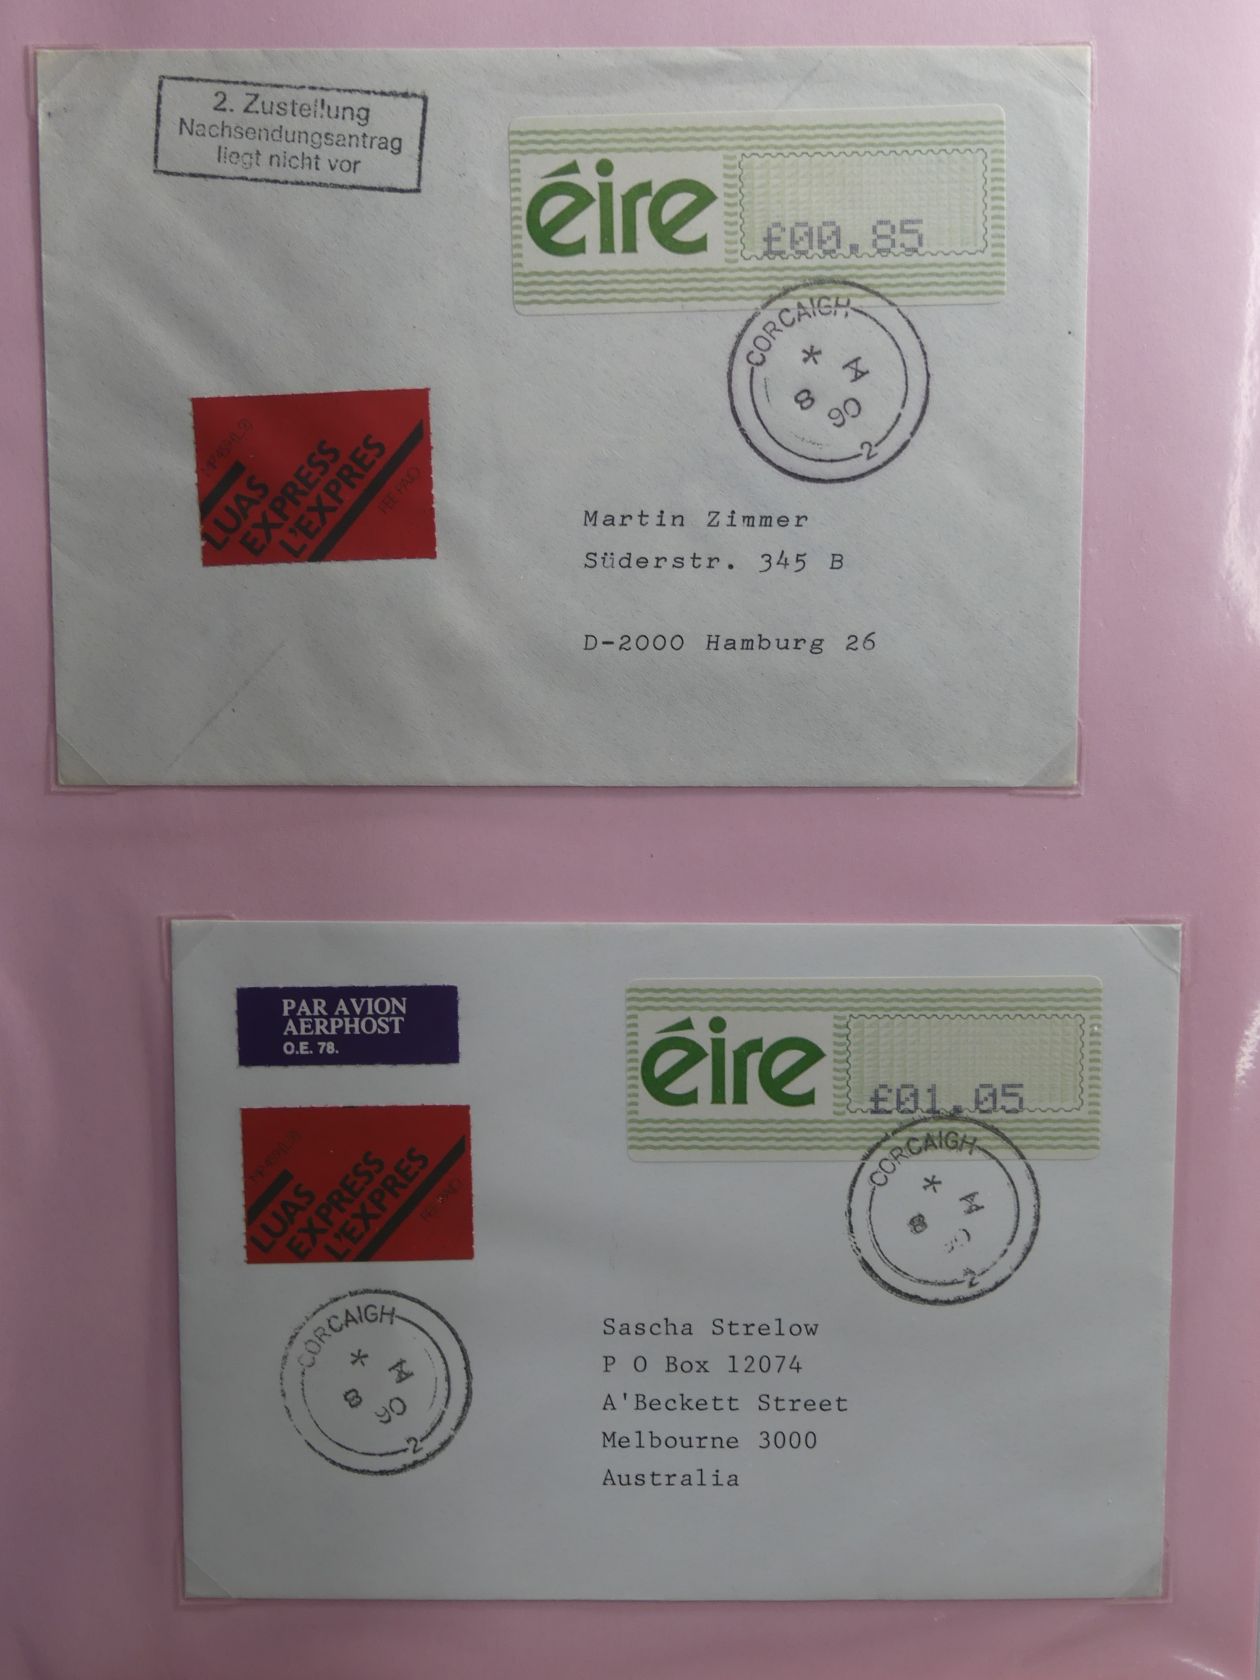 2. Zustellung
Nachsendungsantrag
liegt nicht vor
éire
£00.85
CORCAIGH
*
8
90
2
LUAS
EXPRESS
L'EXPRES
FEE PAID
Martin Zimmer
Süderstr. 345 B
D-2000 Hamburg 26
PAR AVION
AERPHOST
O.E. 78.
éire
£01.05
CORCAIGH
*
8
2
LUAS
EXPRESS
L'EXPRES
CORCAIGH
*
8
90
2
Sascha Strelow
P O Box 12074
A'Beckett Street
Melbourne 3000
Australia